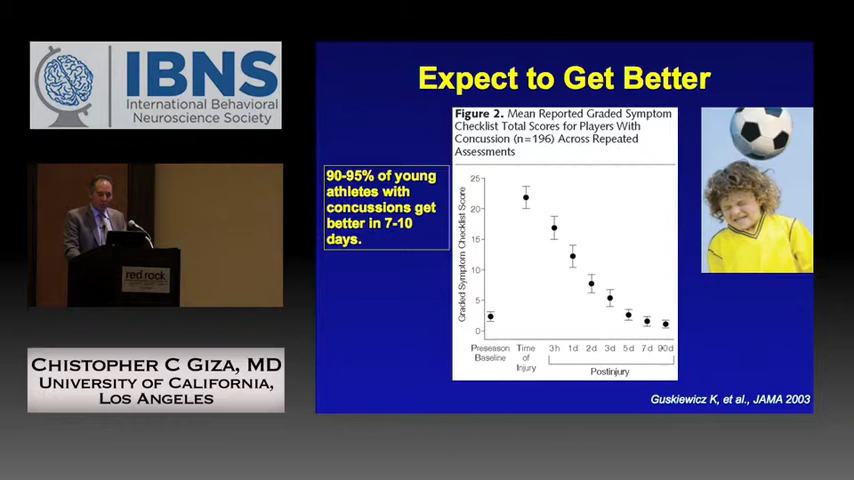 IBNS
International Behavioral
Neuroscience Society
red rock
CHISTOPHER C GIZA, MD
UNIVERSITY OF CALIFORNIA,
LOS ANGELES
Expect to Get Better
90-95% of young
athletes with
concussions get
better in 7-10
days.
Figure 2. Mean Reported Graded Symptom
Checklist Total Scores for Players With
Concussion (n=196) Across Repeated
Assessments
Graded Symptom Checklist Score
25
20
15
10
5
0
Preseason
Baseline
Time
of
Injury
3h 1d 2d 3d 5d 7d 90d
Postinjury
Guskiewicz K, et al., JAMA 2003